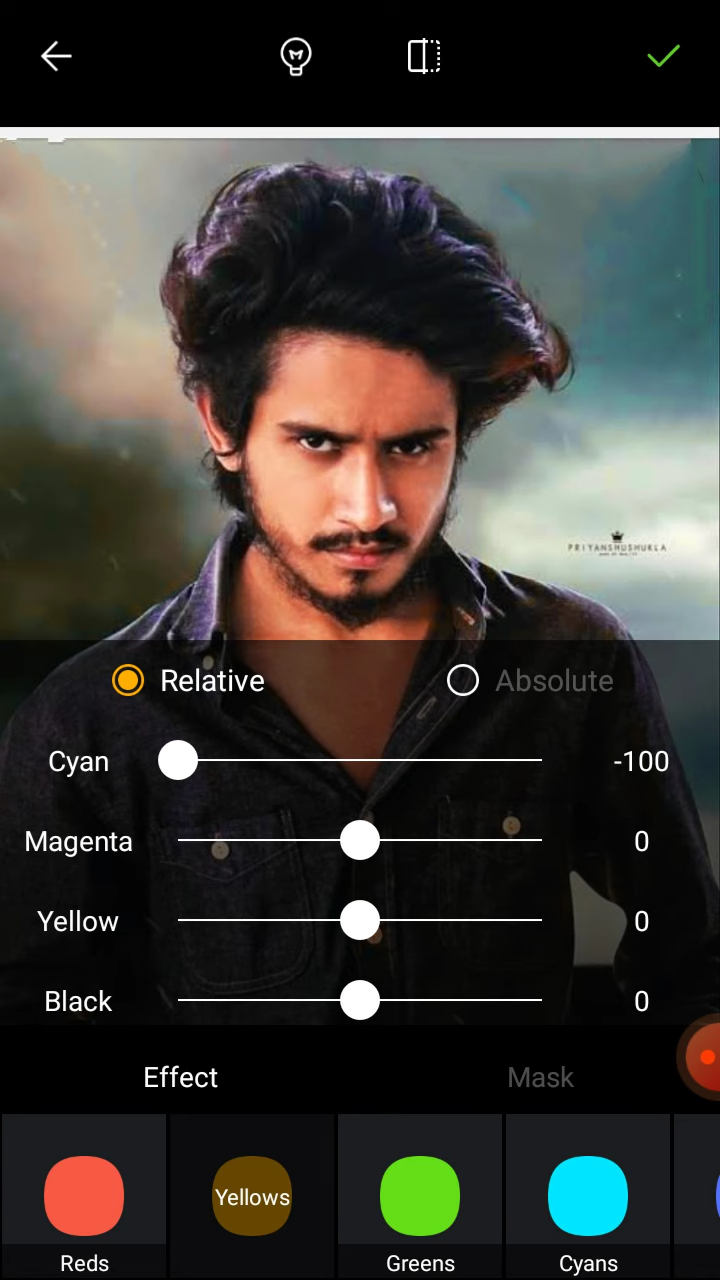 PRIYANSHUSHUKLA
Relative
Absolute
Cyan
-100
Magenta
0
Yellow
0
Black
0
Effect
Mask
Yellows
Reds
Greens
Cyans